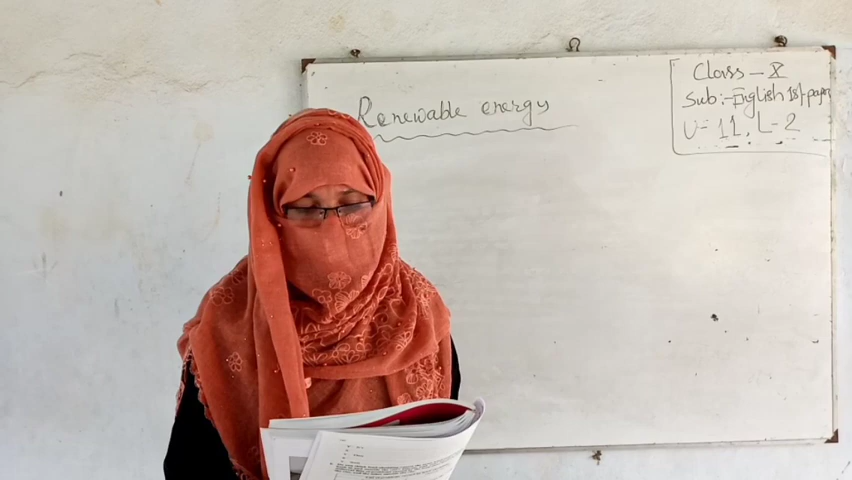 Renewable energy
Class - X
Sub:- English 1st paper
U- 11, L- 2